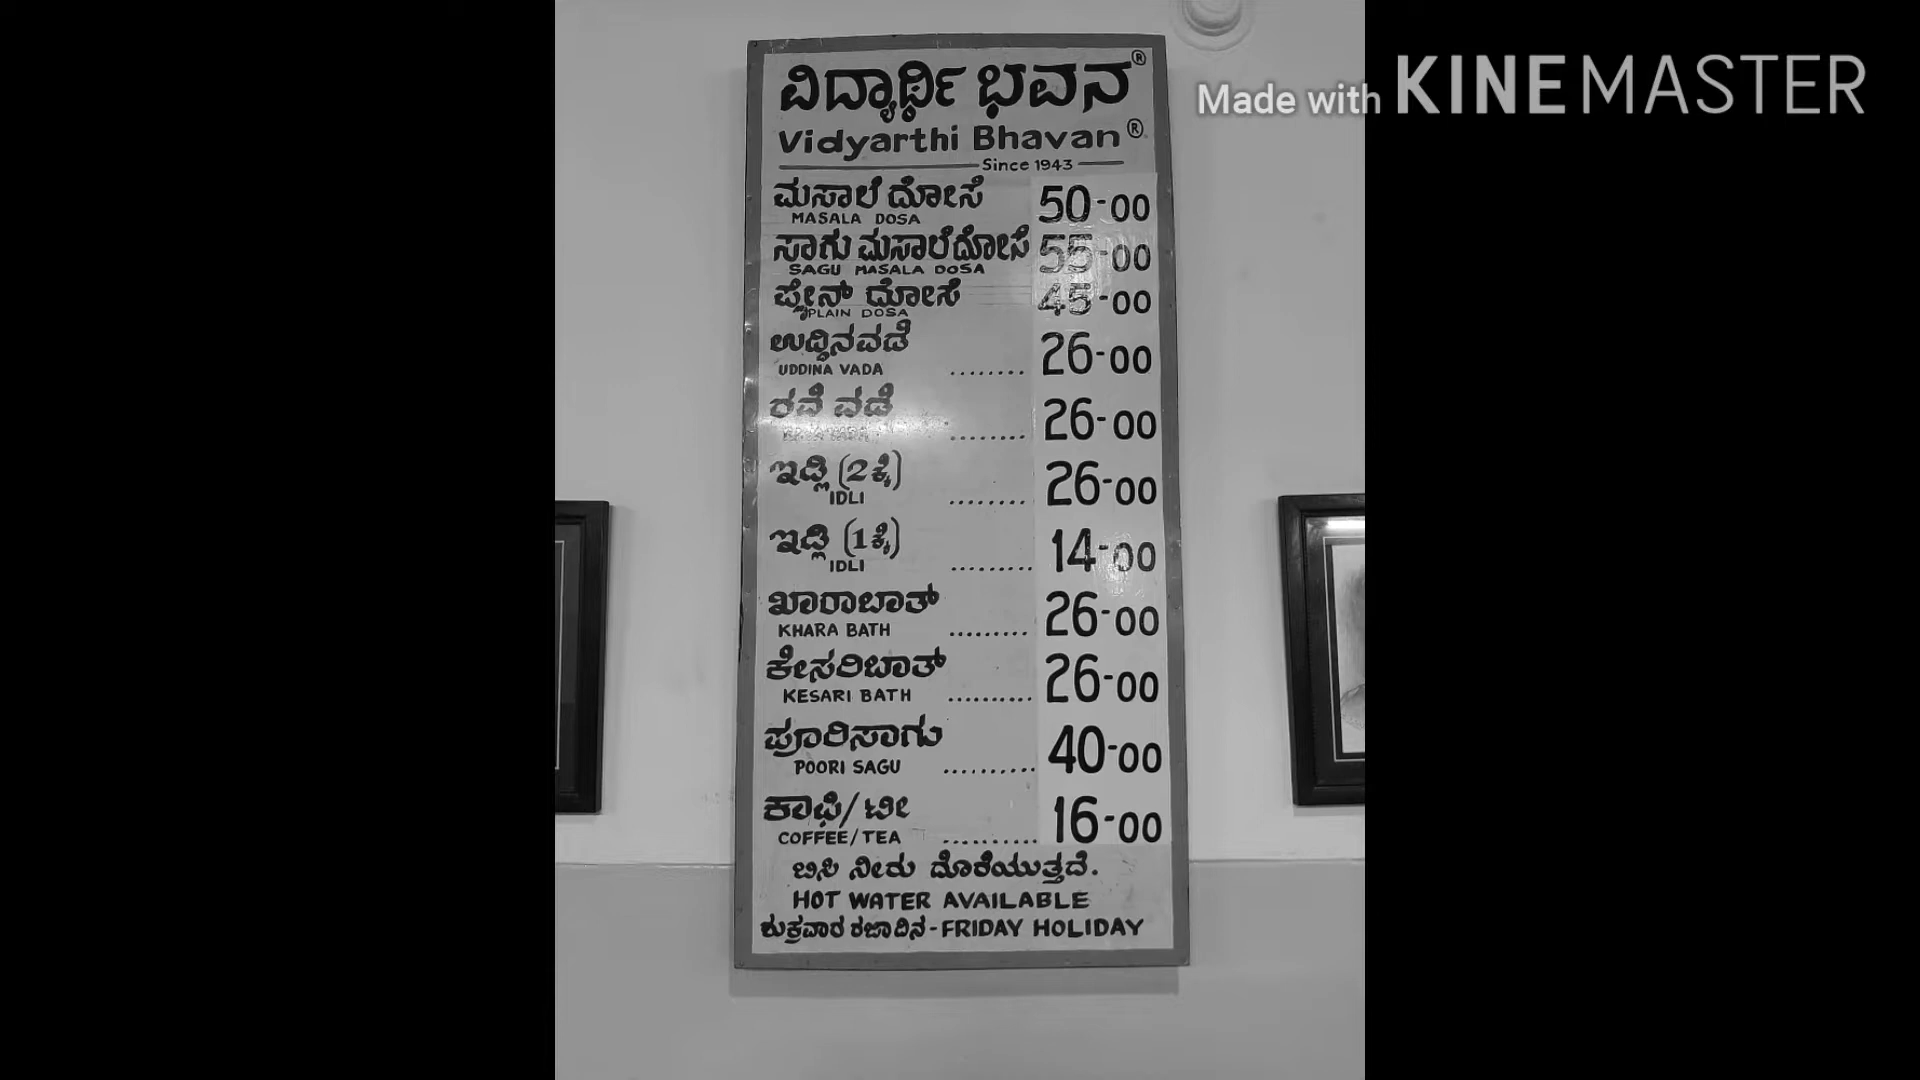 Made with KINEMASTER
ವಿದ್ಯಾರ್ಥಿ ಭವನ ®
Vidyarthi Bhavan ®
Since 1943
ಮಸಾಲೆ ದೋಸೆ 50-00
MASALA DOSA
ಸಾಗು ಮಸಾಲೆದೋಸೆ 55-00
SAGU MASALA DOSA
ಪ್ಲೇನ್ ದೋಸೆ 45-00
PLAIN DOSA
ಉದ್ದಿನವಡೆ
UDDINA VADA ........ 26-00
ರವೆ ವಡೆ
........ 26-00
ಇಡ್ಲಿ (2ಕ್ಕೆ)
IDLI ........ 26-00
ಇಡ್ಲಿ (1ಕ್ಕೆ)
IDLI ......... 14-00
ಖಾರಾಬಾತ್
KHARA BATH ......... 26-00
ಕೇಸರಿಬಾತ್
KESARI BATH ......... 26-00
ಪೂರಿಸಾಗು
POORI SAGU .......... 40-00
ಕಾಫಿ/ಟೀ
COFFEE/TEA .......... 16-00
ಬಿಸಿ ನೀರು ದೊರೆಯುತ್ತದೆ.
HOT WATER AVAILABLE
ಶುಕ್ರವಾರ ರಜಾದಿನ - FRIDAY HOLIDAY